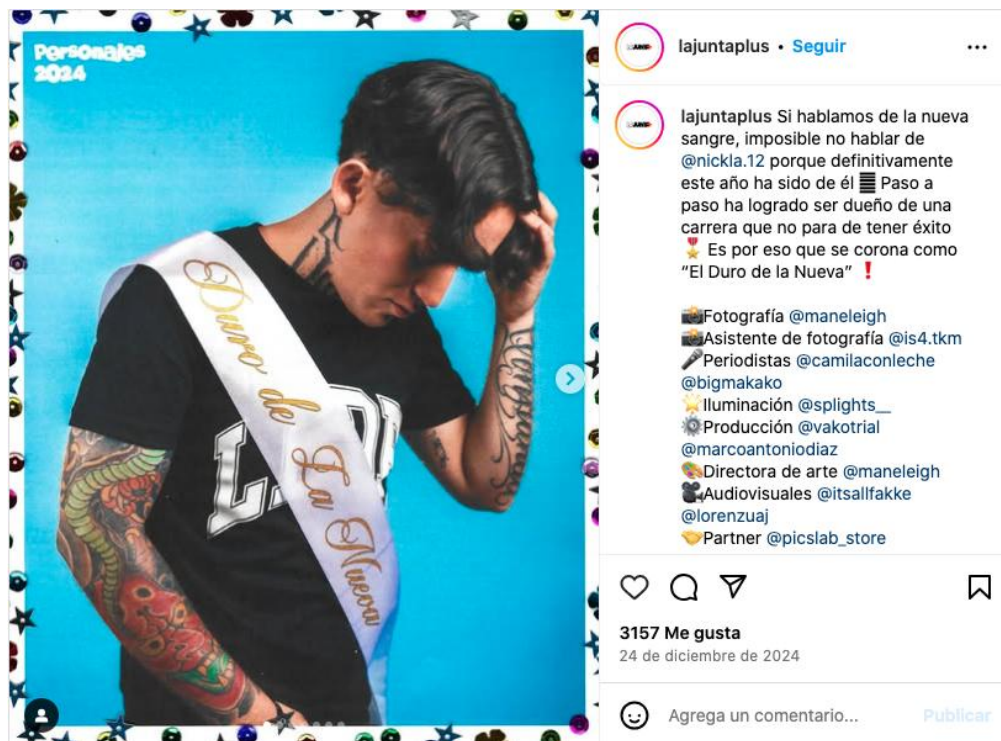 Personajes
2024
Duro de La Nueva
lajuntaplus • Seguir
lajuntaplus Si hablamos de la nueva
sangre, imposible no hablar de
@nickla.12 porque definitivamente
este año ha sido de él Paso a
paso ha logrado ser dueño de una
carrera que no para de tener éxito
🎖️ Es por eso que se corona como
“El Duro de la Nueva” ❗
📸Fotografía @maneleigh
📸Asistente de fotografía @is4.tkm
🎤Periodistas @camilaconleche
@bigmakako
🌟Iluminación @splights__
⚙️Producción @vakotrial
@marcoantoniodiaz
🎨Directora de arte @maneleigh
🎥Audiovisuales @itsallfakke
@lorenzuaj
🤝Partner @picslab_store
3157 Me gusta
24 de diciembre de 2024
Agrega un comentario...
Publicar